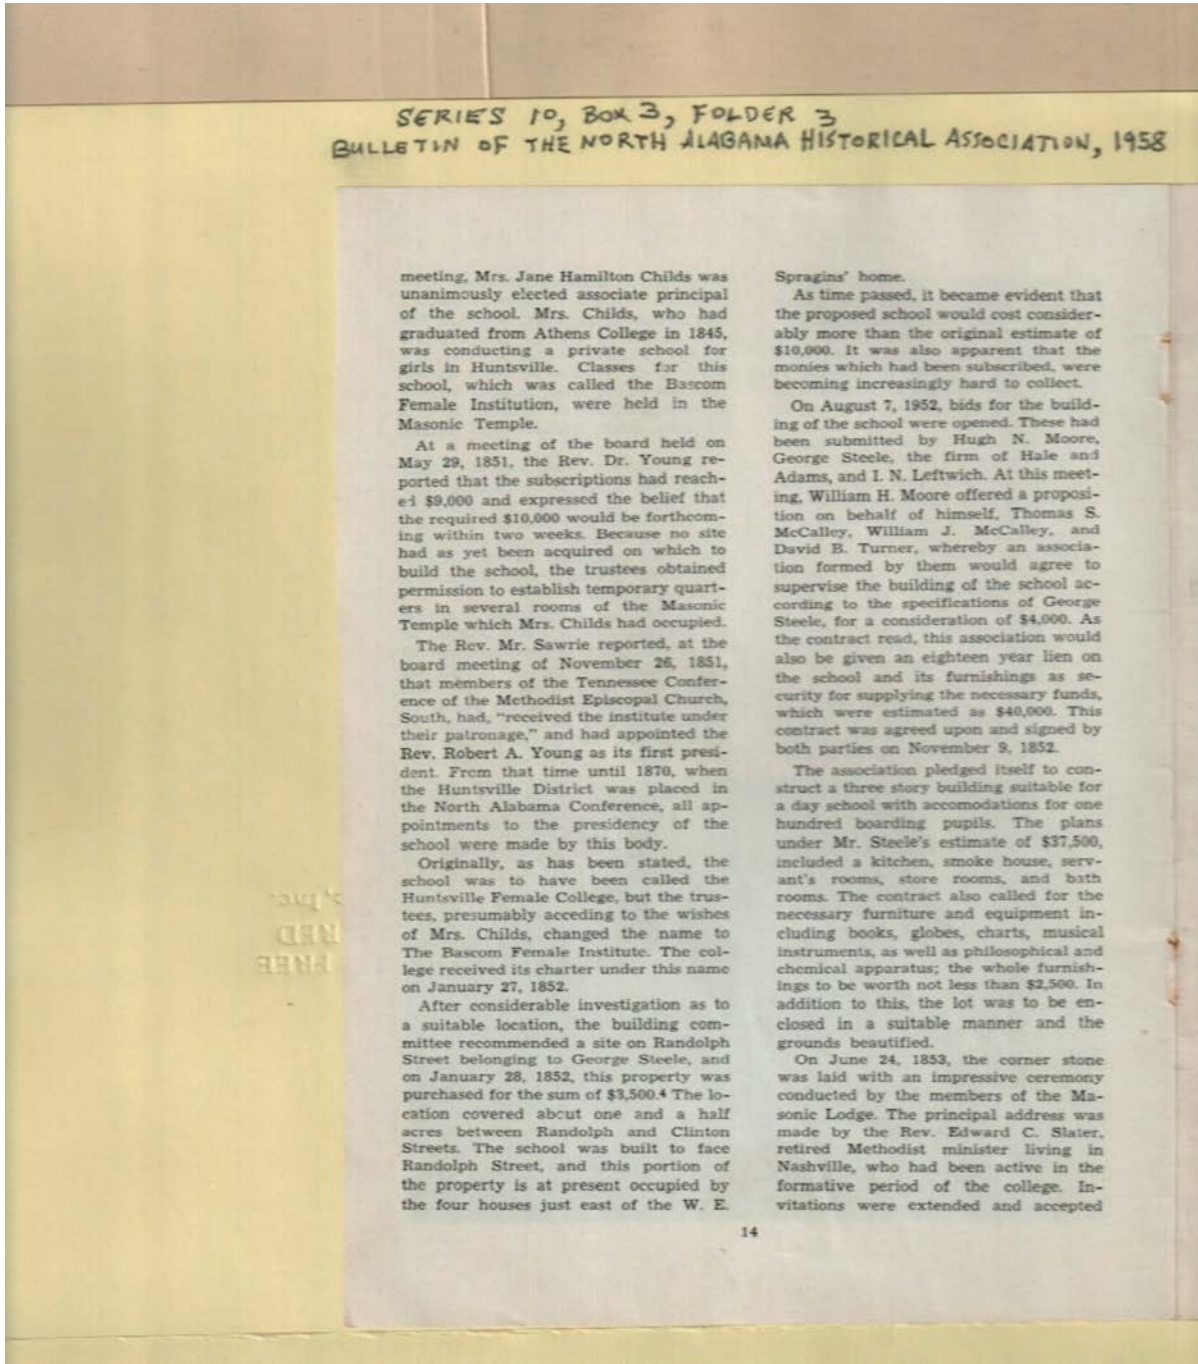 SERIES 10, BOX 3, FOLDER 3
BULLETIN OF THE NORTH ALABAMA HISTORICAL ASSOCIATION, 1958
meeting, Mrs. Jane Hamilton Childs was
unanimously elected associate principal
of the school. Mrs. Childs, who had
graduated from Athens College in 1845,
was conducting a private school for
girls in Huntsville. Classes for this
school, which was called the Bascom
Female Institution, were held in the
Masonic Temple.
At a meeting of the board held on
May 29, 1851, the Rev. Dr. Young re-
ported that the subscriptions had reach-
ed $9,000 and expressed the belief that
the required $10,000 would be forthcom-
ing within two weeks. Because no site
had as yet been acquired on which to
build the school, the trustees obtained
permission to establish temporary quart-
ers in several rooms of the Masonic
Temple which Mrs. Childs had occupied.
The Rev. Mr. Sawrie reported, at the
board meeting of November 26, 1851,
that members of the Tennessee Confer-
ence of the Methodist Episcopal Church,
South, had, "received the institute under
their patronage," and had appointed the
Rev. Robert A. Young as its first presi-
dent. From that time until 1870, when
the Huntsville District was placed in
the North Alabama Conference, all ap-
pointments to the presidency of the
school were made by this body.
Originally, as has been stated, the
school was to have been called the
Huntsville Female College, but the trus-
tees, presumably acceding to the wishes
of Mrs. Childs, changed the name to
The Bascom Female Institute. The col-
lege received its charter under this name
on January 27, 1852.
After considerable investigation as to
a suitable location, the building com-
mittee recommended a site on Randolph
Street belonging to George Steele, and
on January 28, 1852, this property was
purchased for the sum of $3,500.⁴ The lo-
cation covered about one and a half
acres between Randolph and Clinton
Streets. The school was built to face
Randolph Street, and this portion of
the property is at present occupied by
the four houses just east of the W. E.
Spragins' home.
As time passed, it became evident that
the proposed school would cost consider-
ably more than the original estimate of
$10,000. It was also apparent that the
monies which had been subscribed, were
becoming increasingly hard to collect.
On August 7, 1952, bids for the build-
ing of the school were opened. These had
been submitted by Hugh N. Moore,
George Steele, the firm of Hale and
Adams, and I. N. Leftwich. At this meet-
ing, William H. Moore offered a proposi-
tion on behalf of himself, Thomas S.
McCalley, William J. McCalley, and
David B. Turner, whereby an associa-
tion formed by them would agree to
supervise the building of the school ac-
cording to the specifications of George
Steele, for a consideration of $4,000. As
the contract read, this association would
also be given an eighteen year lien on
the school and its furnishings as se-
curity for supplying the necessary funds,
which were estimated as $40,000. This
contract was agreed upon and signed by
both parties on November 9, 1852.
The association pledged itself to con-
struct a three story building suitable for
a day school with accomodations for one
hundred boarding pupils. The plans
under Mr. Steele's estimate of $37,500,
included a kitchen, smoke house, serv-
ant's rooms, store rooms, and bath
rooms. The contract also called for the
necessary furniture and equipment in-
cluding books, globes, charts, musical
instruments, as well as philosophical and
chemical apparatus; the whole furnish-
ings to be worth not less than $2,500. In
addition to this, the lot was to be en-
closed in a suitable manner and the
grounds beautified.
On June 24, 1853, the corner stone
was laid with an impressive ceremony
conducted by the members of the Ma-
sonic Lodge. The principal address was
made by the Rev. Edward C. Slater,
retired Methodist minister living in
Nashville, who had been active in the
formative period of the college. In-
vitations were extended and accepted
14